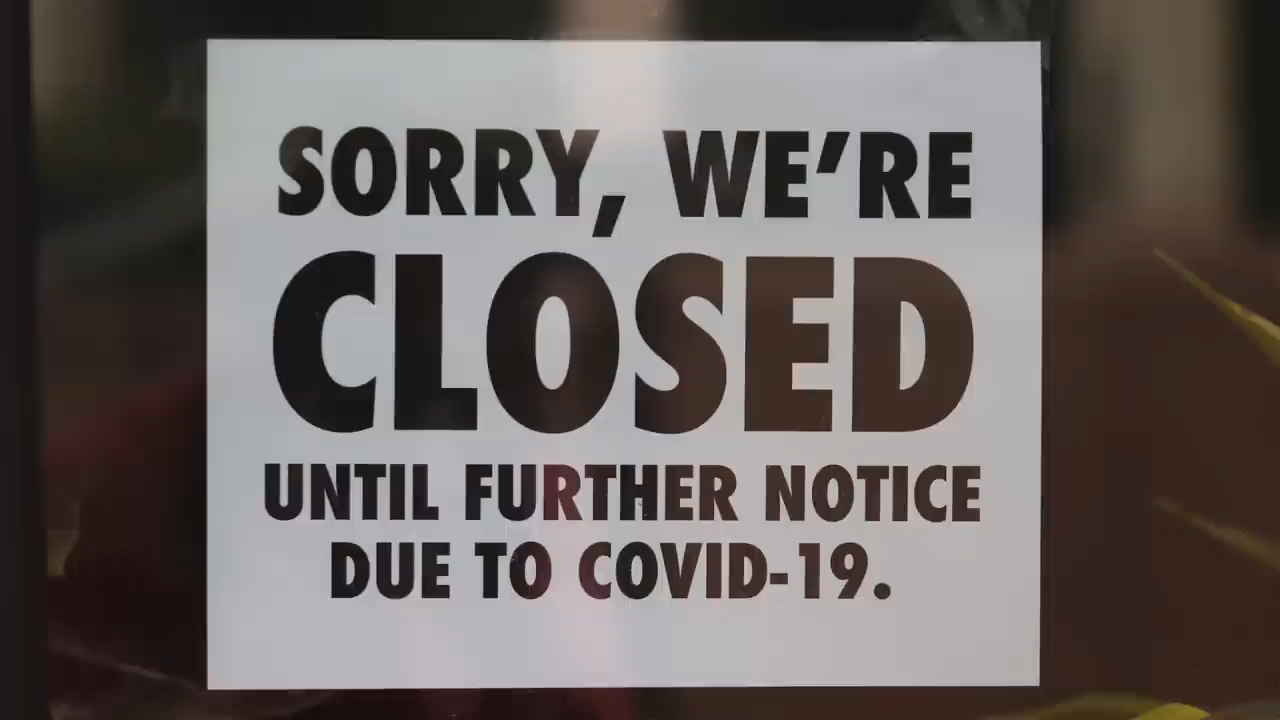 SORRY, WE’RE
CLOSED
UNTIL FURTHER NOTICE
DUE TO COVID-19.